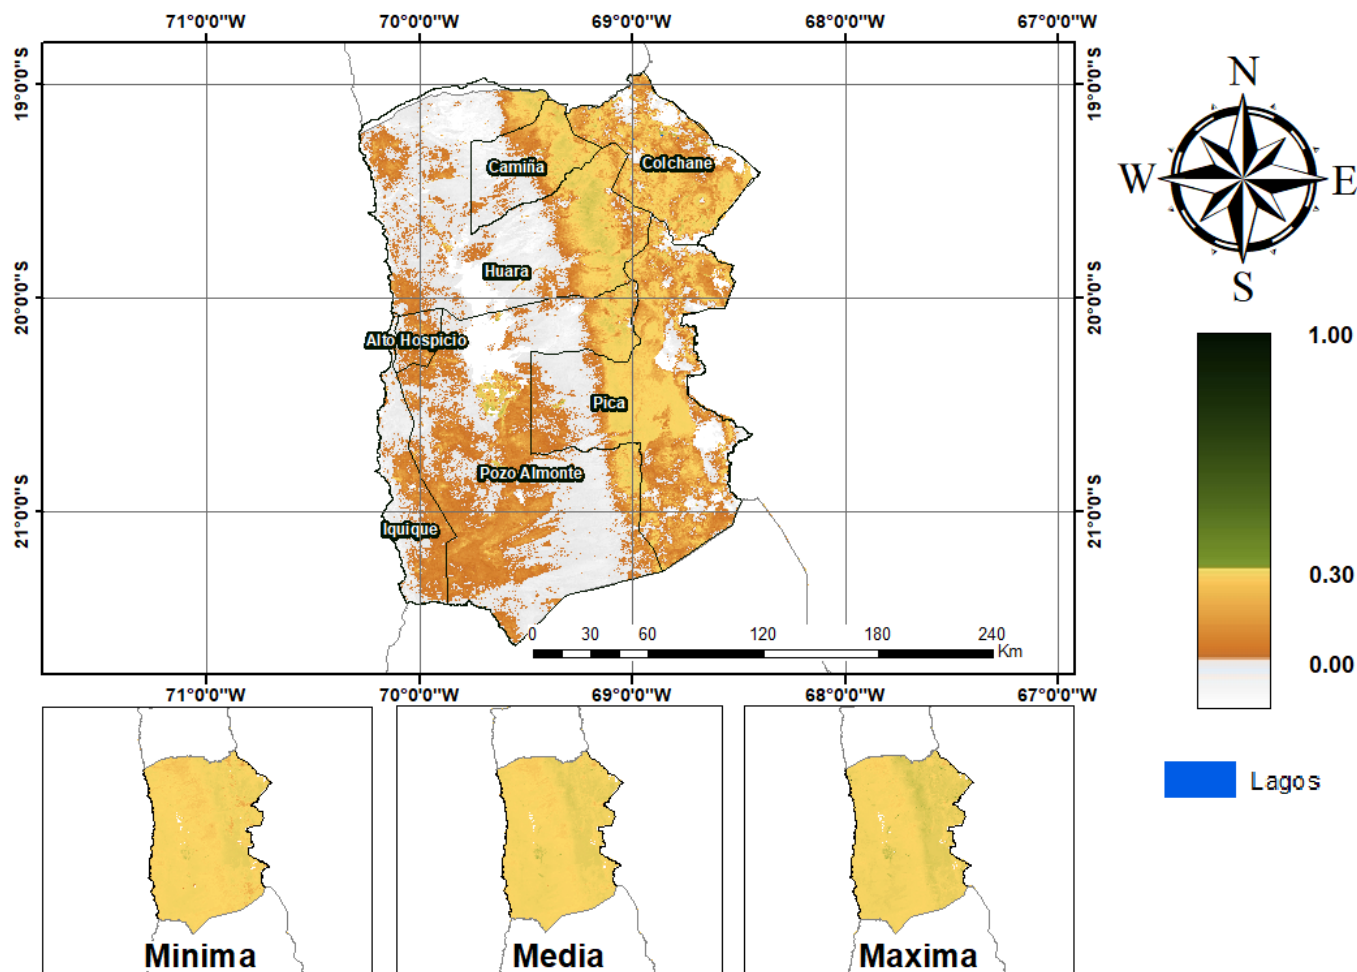 71°0'0"W 70°0'0"W 69°0'0"W 68°0'0"W 67°0'0"W
19°0'0"S 19°0'0"S
20°0'0"S 20°0'0"S
21°0'0"S 21°0'0"S
Camiña
Colchane
Huara
Alto Hospicio
Pica
Pozo Almonte
Iquique
0 30 60 120 180 240
Km
71°0'0"W 70°0'0"W 69°0'0"W 68°0'0"W 67°0'0"W
N
W E
S
1.00
0.30
0.00
Lagos
Minima Media Maxima